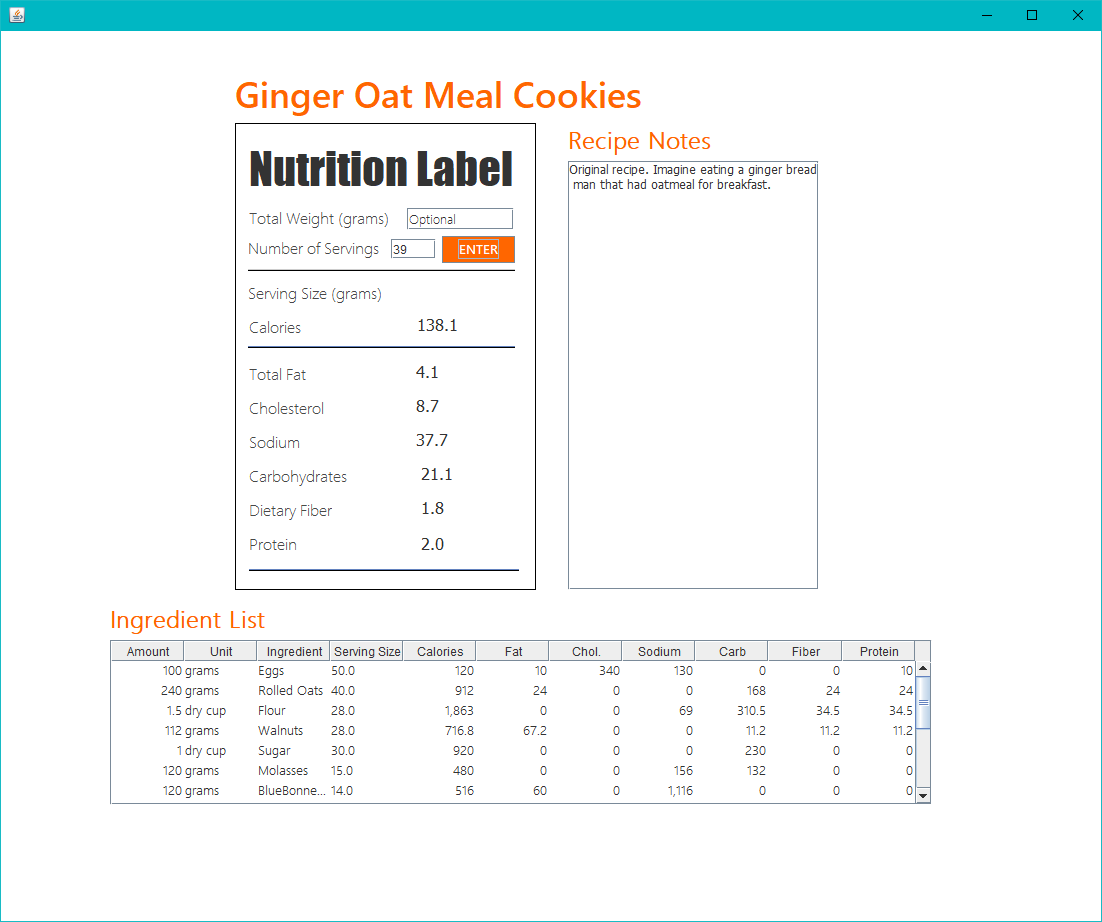 Ginger Oat Meal Cookies
Nutrition Label
Total Weight (grams) Optional
Number of Servings 39 ENTER
Serving Size (grams)
Calories 138.1
Total Fat 4.1
Cholesterol 8.7
Sodium 37.7
Carbohydrates 21.1
Dietary Fiber 1.8
Protein 2.0
Recipe Notes
Original recipe. Imagine eating a ginger bread
man that had oatmeal for breakfast.
Ingredient List
Amount Unit Ingredient Serving Size Calories Fat Chol. Sodium Carb Fiber Protein
100 grams Eggs 50.0 120 10 340 130 0 0 10
240 grams Rolled Oats 40.0 912 24 0 0 168 24 24
1.5 dry cup Flour 28.0 1,863 0 0 69 310.5 34.5 34.5
112 grams Walnuts 28.0 716.8 67.2 0 0 11.2 11.2 11.2
1 dry cup Sugar 30.0 920 0 0 0 230 0 0
120 grams Molasses 15.0 480 0 0 156 132 0 0
120 grams BlueBonne... 14.0 516 60 0 1,116 0 0 0